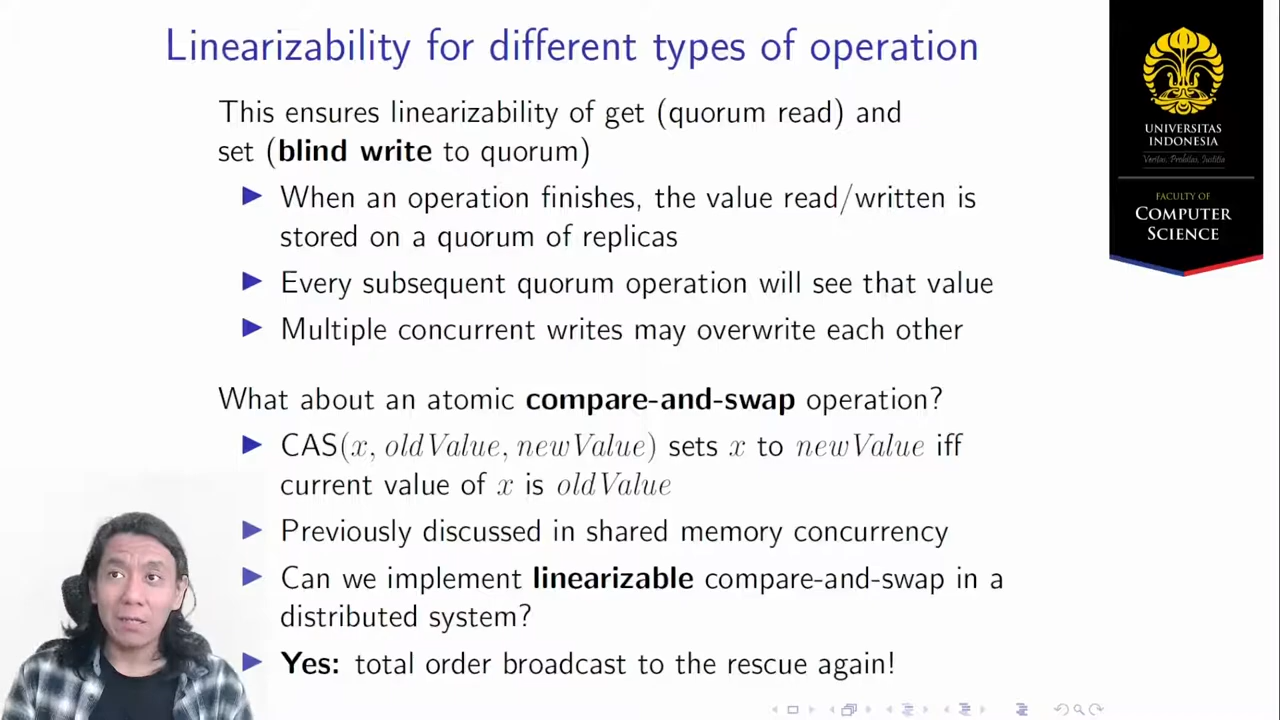 Linearizability for different types of operation
This ensures linearizability of get (quorum read) and
set (blind write to quorum)
When an operation finishes, the value read/written is
stored on a quorum of replicas
Every subsequent quorum operation will see that value
Multiple concurrent writes may overwrite each other
What about an atomic compare-and-swap operation?
CAS(x, oldValue, newValue) sets x to newValue iff
current value of x is oldValue
Previously discussed in shared memory concurrency
Can we implement linearizable compare-and-swap in a
distributed system?
Yes: total order broadcast to the rescue again!
UNIVERSITAS
INDONESIA
Veritas, Probitas, Iustitia
FACULTY OF
COMPUTER
SCIENCE